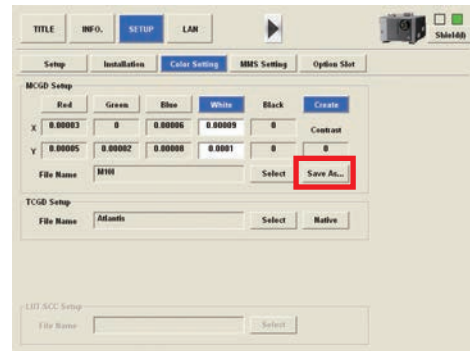 TITLE INFO. SETUP LAN Shield(I)
Setup Installation Color Setting MMS Setting Option Slot
MCGD Setup
Red Green Blue White Black Create
X 0.00003 0 0.00006 0.00009 0 Contrast
Y 0.00005 0.00002 0.00008 0.0001 0 0
File Name M101 Select Save As...
TCGD Setup
File Name Atlantis Select Native
LUT/SCC Setup
File Name Select